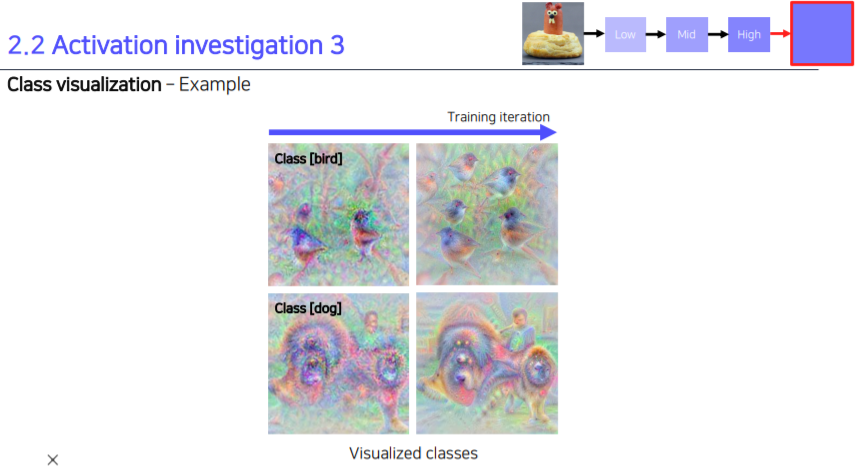 2.2 Activation investigation 3
Low
Mid
High
Class visualization – Example
Training iteration
Class [bird]
Class [dog]
Visualized classes